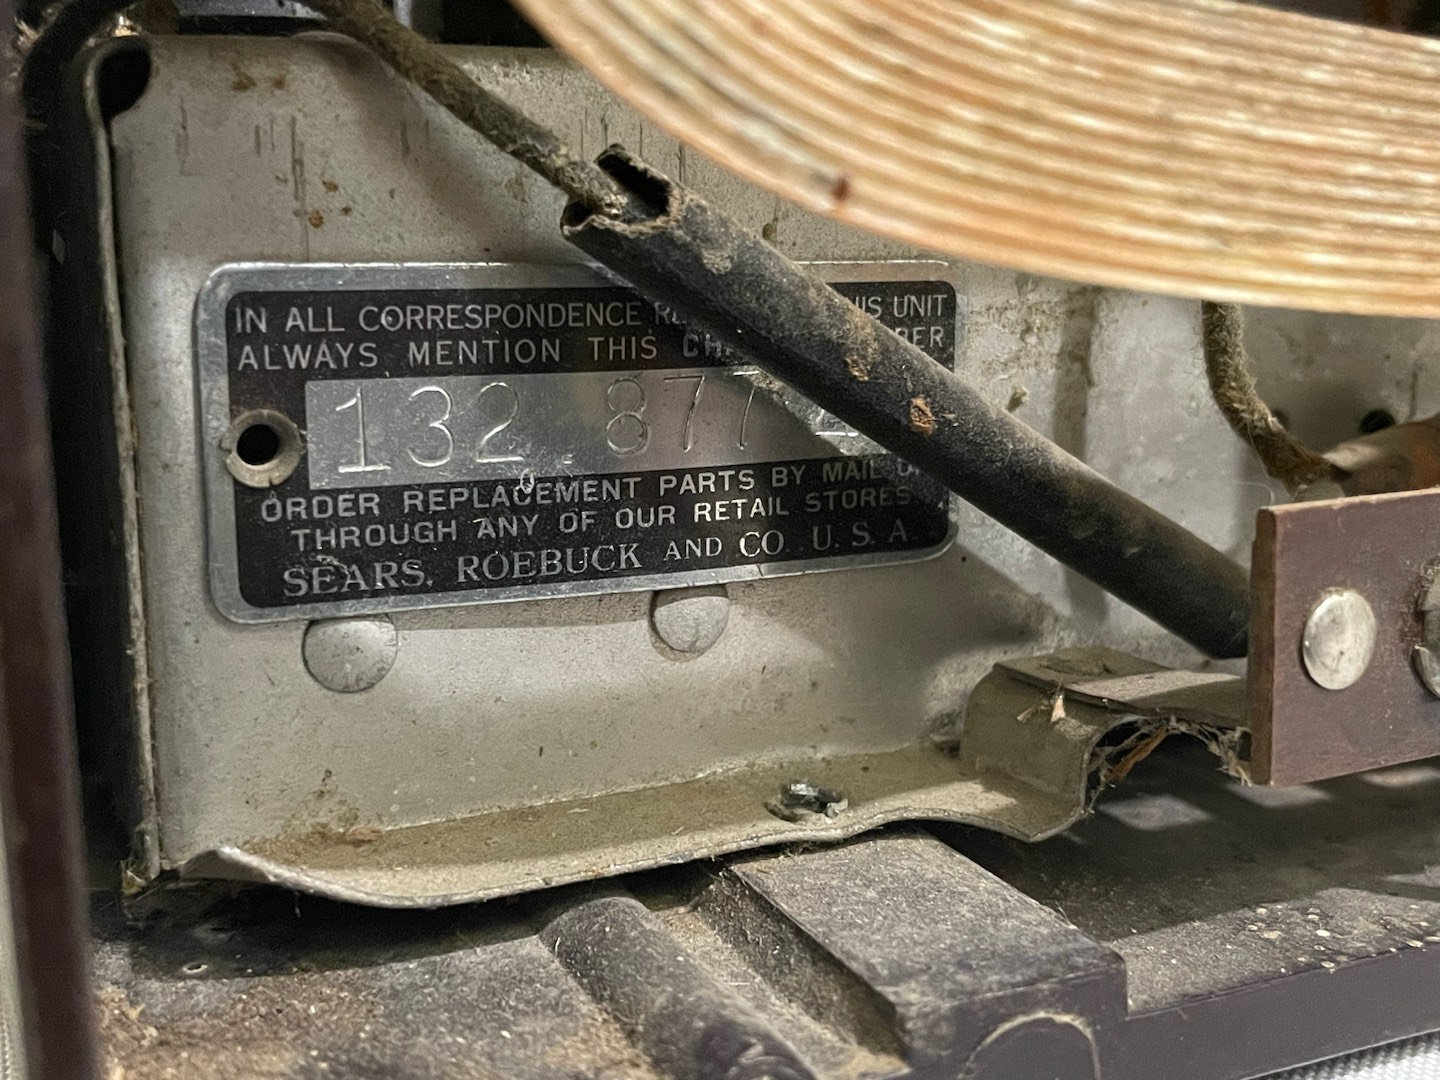 IN ALL CORRESPONDENCE UNIT
ALWAYS MENTION THIS
132.877
ORDER REPLACEMENT PARTS BY MAIL
THROUGH ANY OF OUR RETAIL STORES
SEARS, ROEBUCK AND CO. U. S. A.